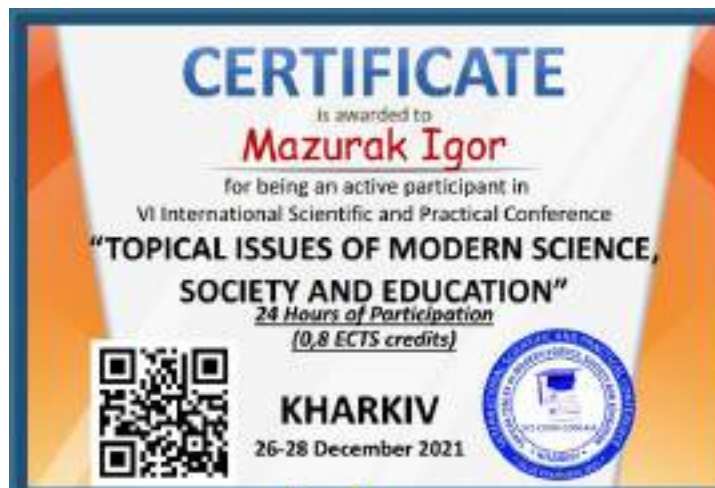 CERTIFICATE
is awarded to
Mazurak Igor
for being an active participant in
VI International Scientific and Practical Conference
“TOPICAL ISSUES OF MODERN SCIENCE,
SOCIETY AND EDUCATION”
24 Hours of Participation
(0,8 ECTS credits)
KHARKIV
26-28 December 2021